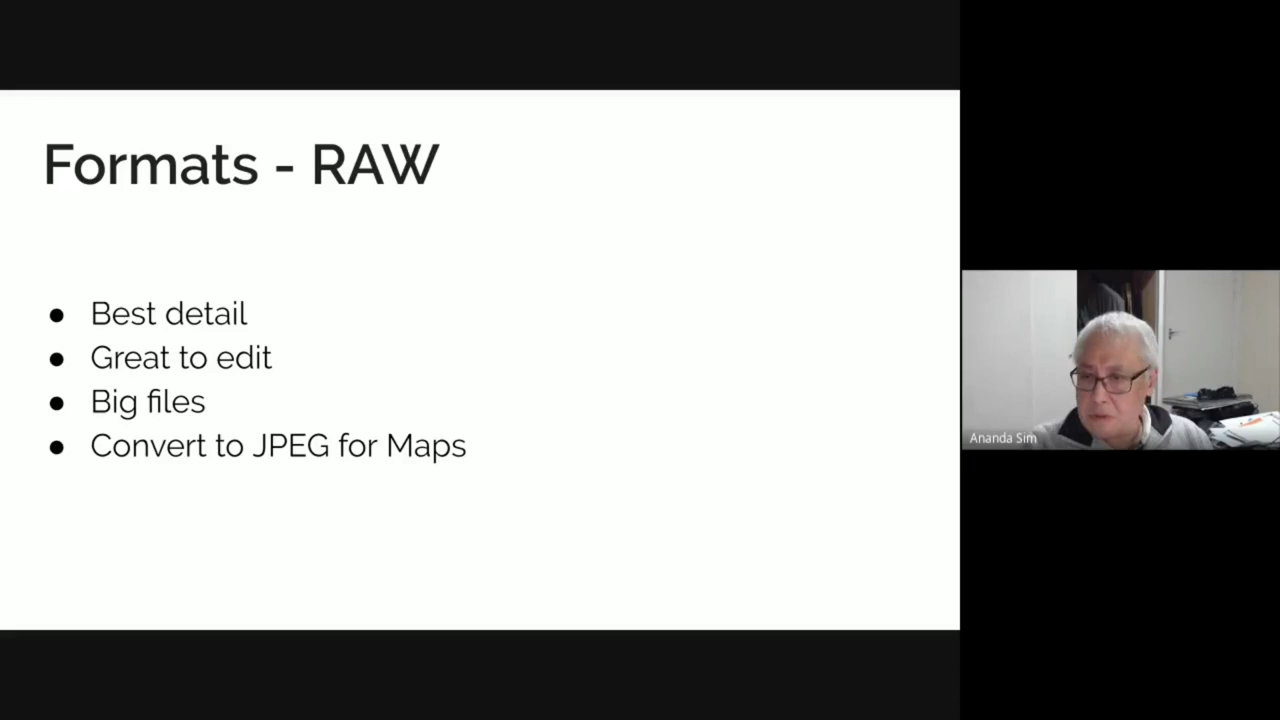 Formats - RAW
● Best detail
● Great to edit
● Big files
● Convert to JPEG for Maps
Ananda Sim